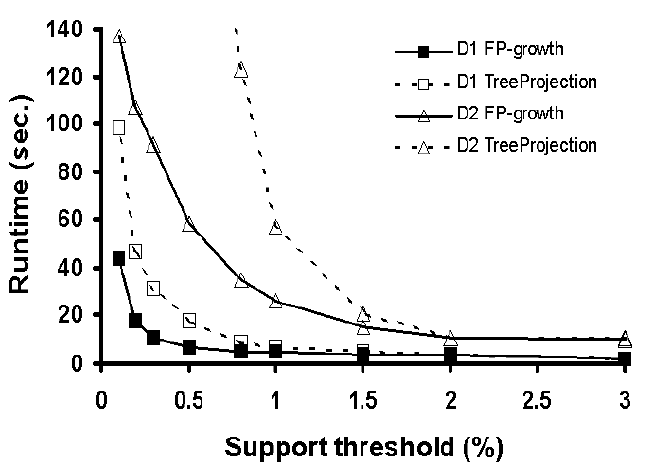 140
120
100
80
60
40
20
0
Runtime (sec.)
D1 FP-growth
D1 TreeProjection
D2 FP-growth
D2 TreeProjection
0 0.5 1 1.5 2 2.5 3
Support threshold (%)